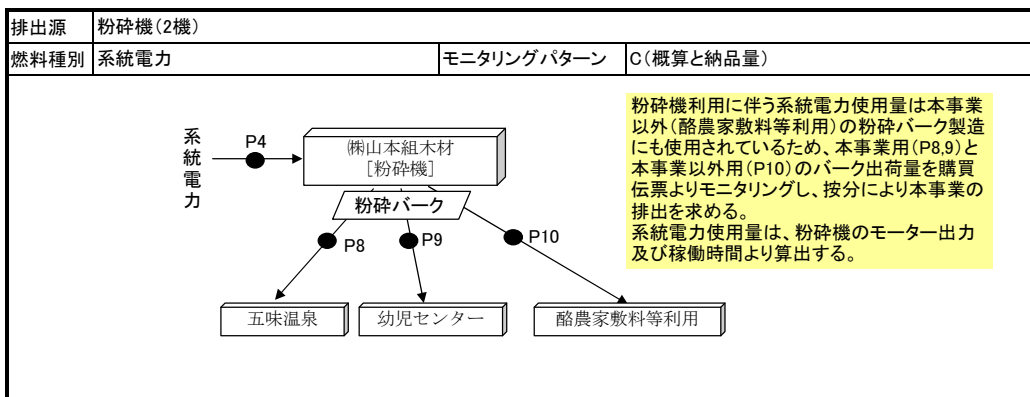 排出源 粉砕機(2機)
燃料種別 系統電力 モニタリングパターン C(概算と納品量)
粉砕機利用に伴う系統電力使用量は本事業
以外(酪農家敷料等利用)の粉砕バーク製造
にも使用されているため、本事業用(P8,9)と
本事業以外用(P10)のバーク出荷量を購買
伝票よりモニタリングし、按分により本事業の
排出を求める。
系統電力使用量は、粉砕機のモーター出力
及び稼働時間より算出する。
系統電力
P4
㈱山本組木材
[粉砕機]
粉砕バーク
P8
P9
P10
五味温泉
幼児センター
酪農家敷料等利用